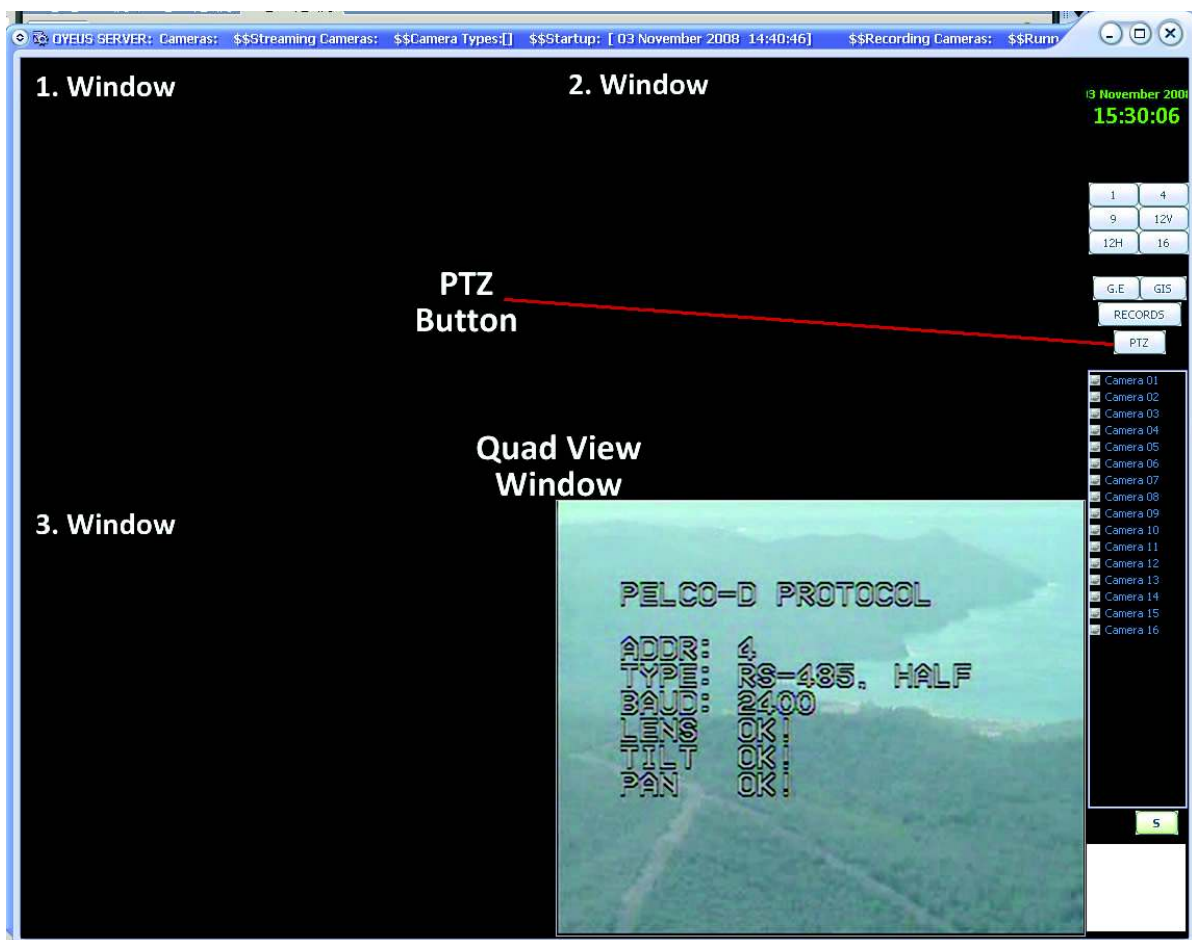 OYEUS SERVER: Cameras: $$Streaming Cameras: $$Camera Types:[] $$Startup: [ 03 November 2008 14:40:46] $$Recording Cameras: $$Runn
1. Window
2. Window
3 November 2008
15:30:06
1 4
9 12V
12H 16
PTZ
Button
G.E GIS
RECORDS
PTZ
Camera 01
Camera 02
Camera 03
Camera 04
Camera 05
Camera 06
Camera 07
Camera 08
Camera 09
Camera 10
Camera 11
Camera 12
Camera 13
Camera 14
Camera 15
Camera 16
Quad View
Window
3. Window
PELCO-D PROTOCOL
ADDR: 4
TYPE: RS-485, HALF
BAUD: 2400
LENS OK!
TILT OK!
PAN OK!
S